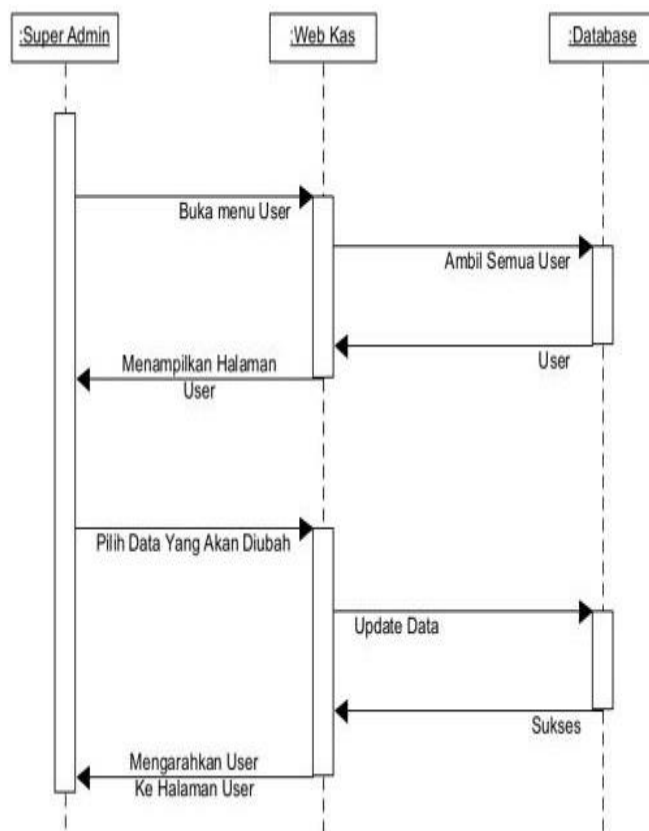 :Super Admin
:Web Kas
:Database
Buka menu User
Ambil Semua User
User
Menampilkan Halaman
User
Pilih Data Yang Akan Diubah
Update Data
Sukses
Mengarahkan User
Ke Halaman User